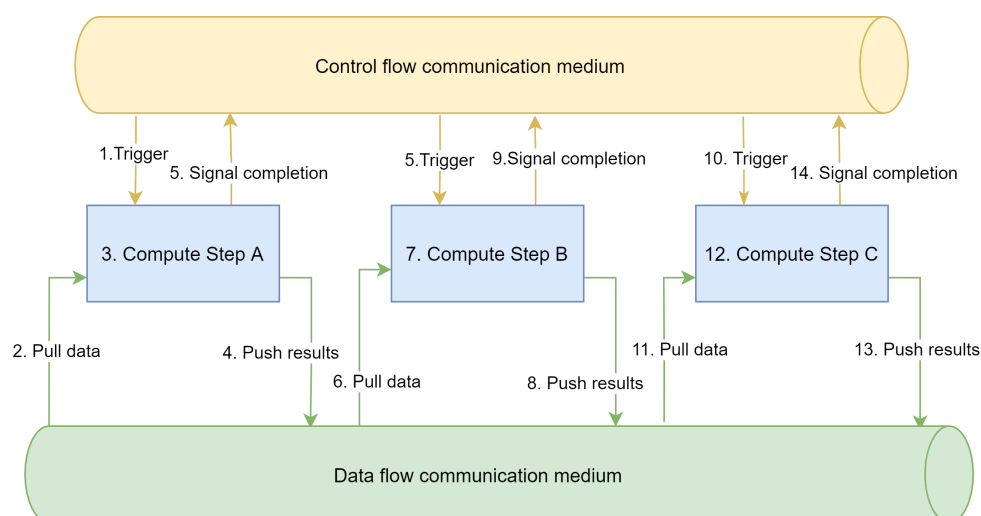 Control flow communication medium
1.Trigger
5. Signal completion
5.Trigger
9.Signal completion
10. Trigger
14. Signal completion
3. Compute Step A
7. Compute Step B
12. Compute Step C
2. Pull data
4. Push results
6. Pull data
8. Push results
11. Pull data
13. Push results
Data flow communication medium